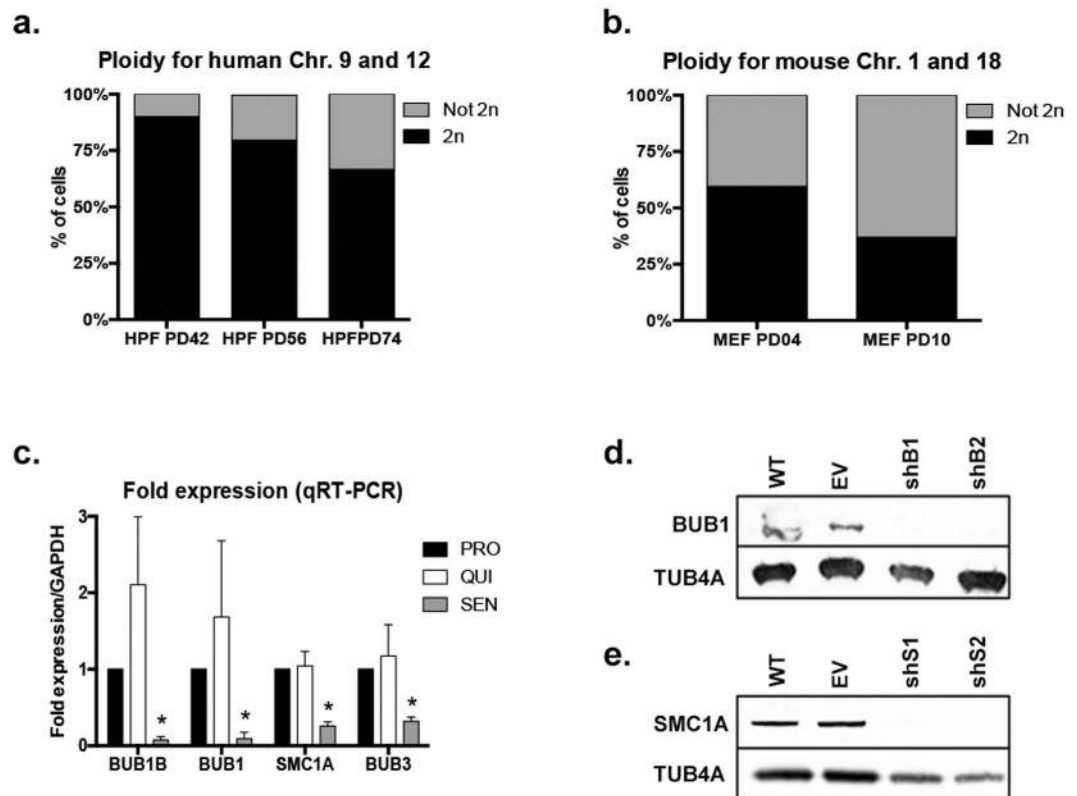 a.
Ploidy for human Chr. 9 and 12
100%
75%
50%
25%
0%
% of cells
Not 2n
2n
HPF PD42 HPF PD56 HPFPD74
b.
Ploidy for mouse Chr. 1 and 18
100%
75%
50%
25%
0%
% of cells
Not 2n
2n
MEF PD04 MEF PD10
c.
Fold expression (qRT-PCR)
Fold expression/GAPDH
3
2
1
0
PRO
QUI
SEN
* * * *
BUB1B BUB1 SMC1A BUB3
d.
WT EV shB1 shB2
BUB1
TUB4A
e.
WT EV shS1 shS2
SMC1A
TUB4A